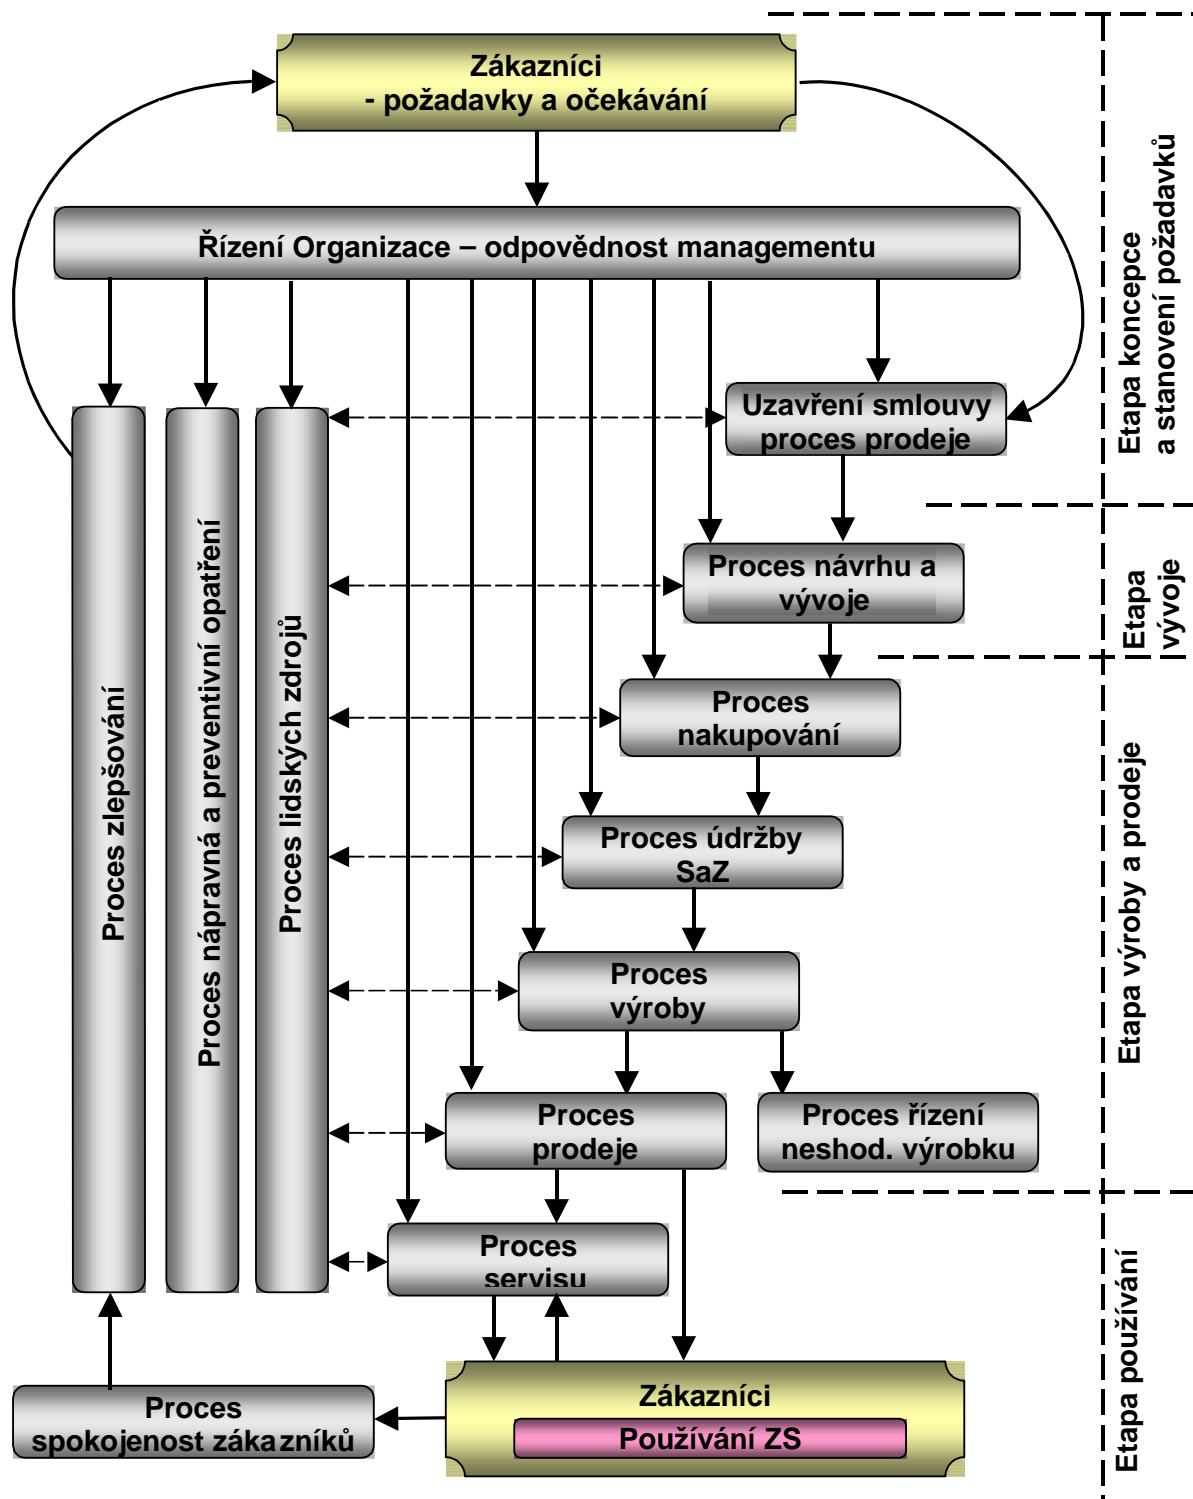 Zákazníci
- požadavky a očekávání
Řízení Organizace – odpovědnost managementu
Uzavření smlouvy
proces prodeje
Proces návrhu a
vývoje
Proces
nakupování
Proces údržby
SaZ
Proces
výroby
Proces
prodeje
Proces řízení
neshod. výrobku
Proces
servisu
Proces zlepšování
Proces nápravná a preventivní opatření
Proces lidských zdrojů
Proces
spokojenost zákazníků
Zákazníci
Používání ZS
Etapa koncepce
a stanovení požadavků
Etapa
vývoje
Etapa výroby a prodeje
Etapa používání